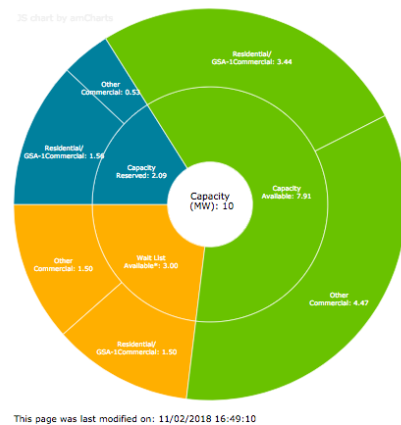 JS chart by amCharts
Residential/
GSA-1Commercial: 3.44
Other
Commercial: 0.53
Residential/
GSA-1Commercial: 1.56
Capacity
Reserved: 2.09
Capacity
(MW): 10
Capacity
Available: 7.91
Other
Commercial: 1.50
Wait List
Available*: 3.00
Other
Commercial: 4.47
Residential/
GSA-1Commercial: 1.50
This page was last modified on: 11/02/2018 16:49:10